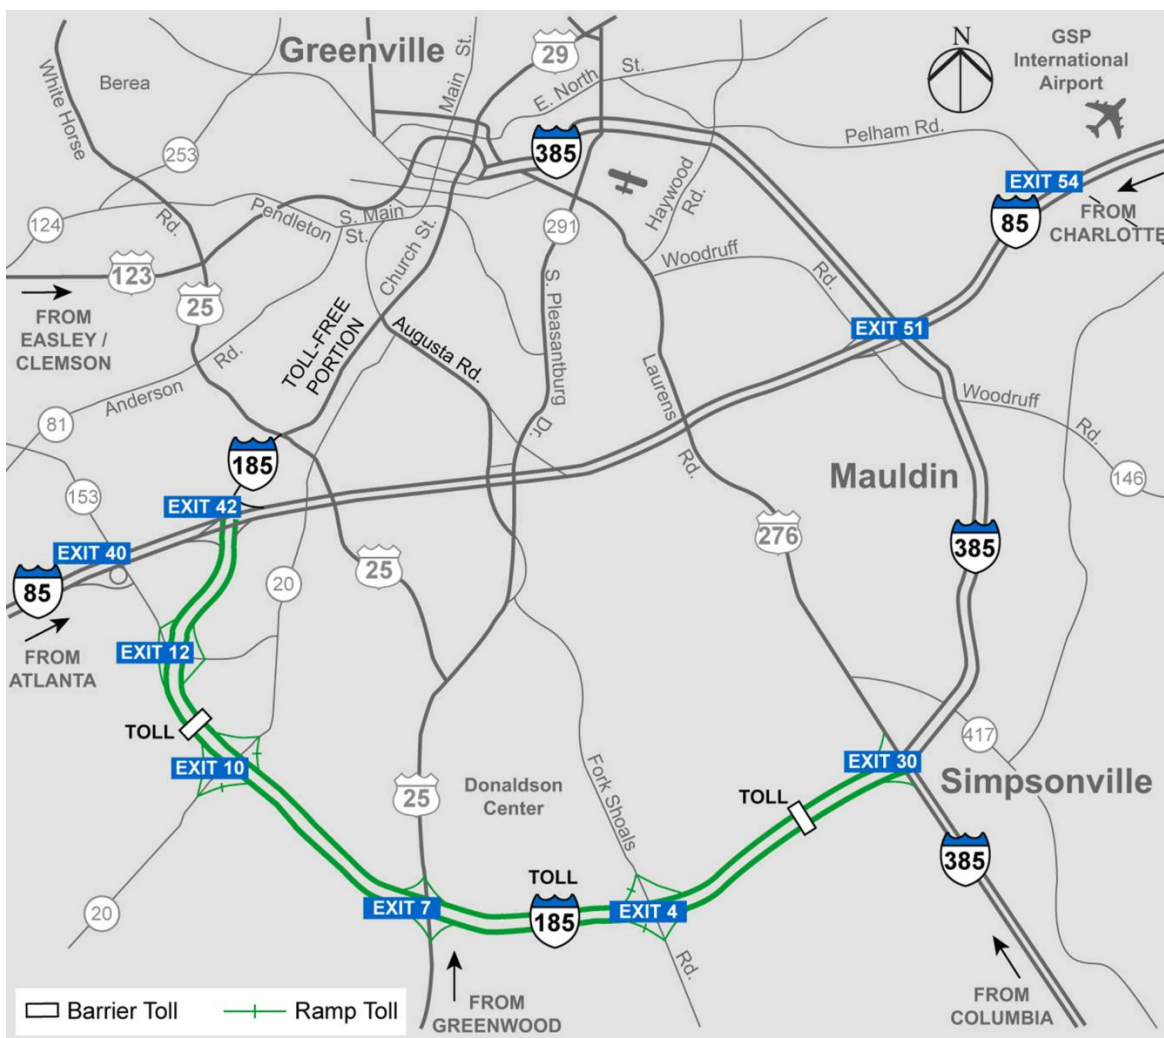 Greenville
29
N
GSP
International
Airport
Berea
White Horse
Rd.
Main St.
E. North St.
385
Pelham Rd.
253
EXIT 54
85
FROM
CHARLOTTE
Haywood
Rd.
124
Pendleton
St.
S. Main
Church St.
291
Woodruff
Rd.
123
25
FROM
EASLEY /
CLEMSON
TOLL-FREE
PORTION
Augusta Rd.
S. Pleasantburg
Dr.
EXIT 51
Laurens
Rd.
Anderson
Rd.
81
Woodruff
Rd.
185
153
Mauldin
146
EXIT 42
EXIT 40
276
385
85
20
25
FROM
ATLANTA
EXIT 12
TOLL
EXIT 10
417
EXIT 30
Simpsonville
25
Donaldson
Center
Fork Shoals
Rd.
TOLL
385
20
EXIT 7
TOLL
185
EXIT 4
FROM
GREENWOOD
FROM
COLUMBIA
Barrier Toll
Ramp Toll